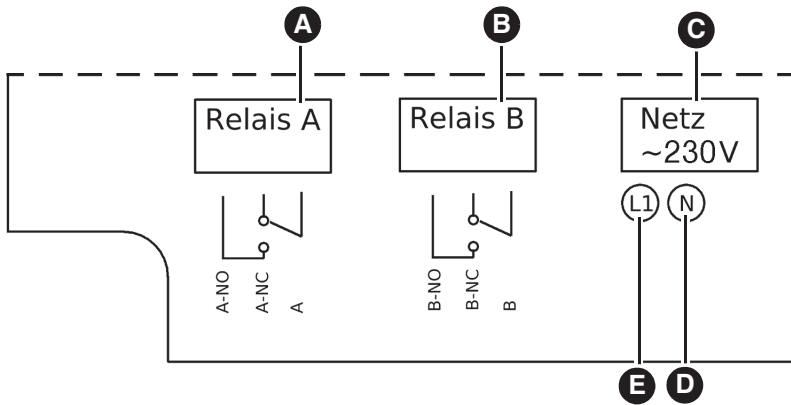 A
B
C
Relais A
Relais B
Netz
~230V
L1
N
A-NO
A-NC
A
B-NO
B-NC
B
E
D